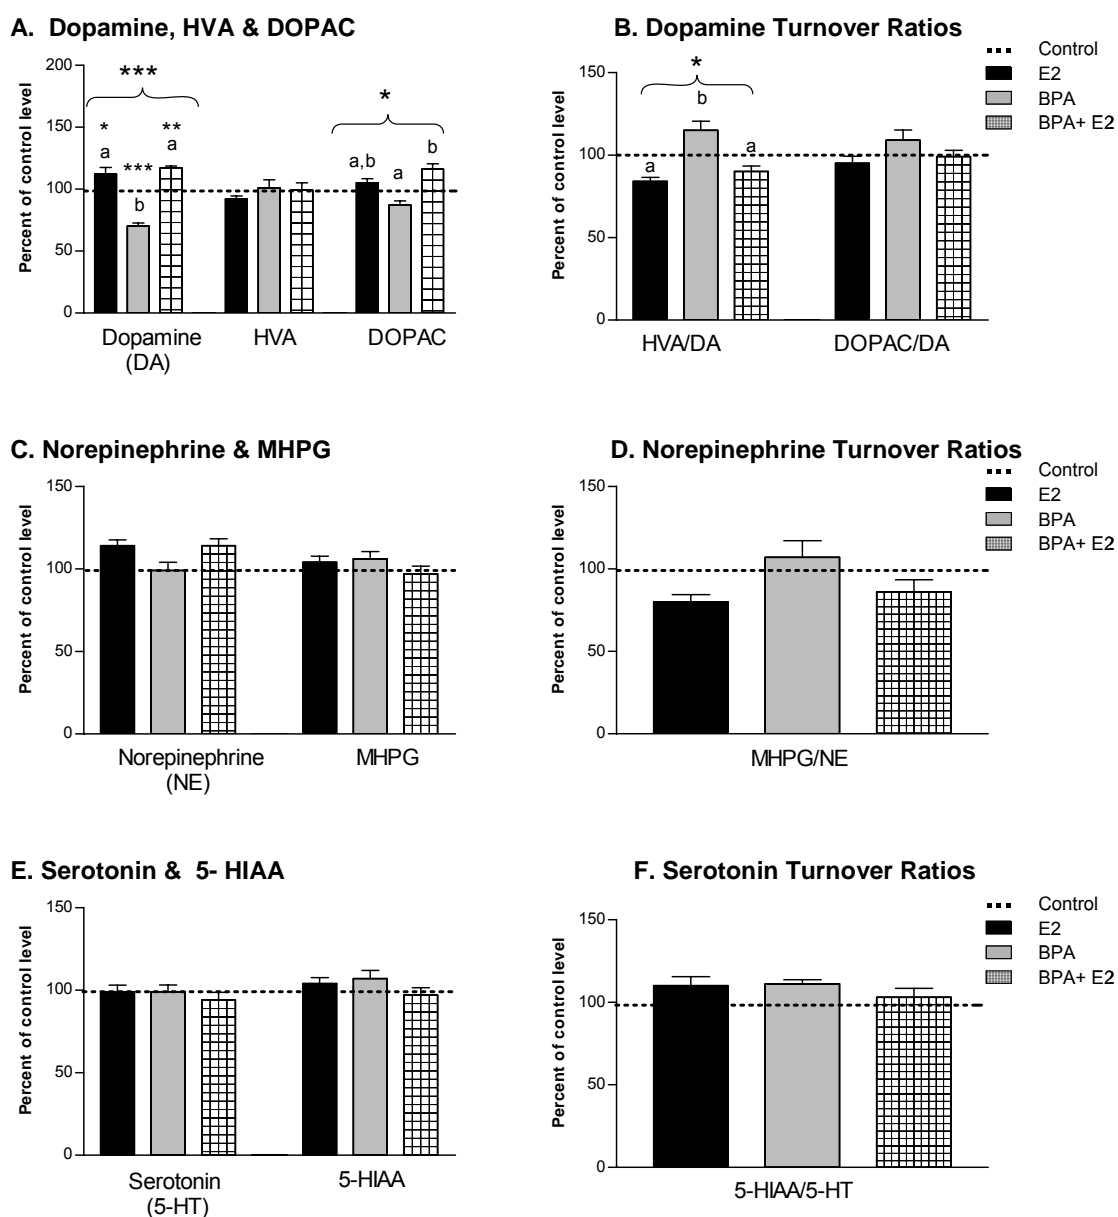 A. Dopamine, HVA & DOPAC
Percent of control level
200
150
100
50
0
***
*
a
***
b
**
a
*
a,b
a
b
Dopamine
(DA)
HVA
DOPAC
B. Dopamine Turnover Ratios
Control
E2
BPA
BPA+ E2
Percent of control level
150
100
50
0
*
a
b
a
HVA/DA
DOPAC/DA
C. Norepinephrine & MHPG
Percent of control level
150
100
50
0
Norepinephrine
(NE)
MHPG
D. Norepinephrine Turnover Ratios
Control
E2
BPA
BPA+ E2
Percent of control level
150
100
50
0
MHPG/NE
E. Serotonin & 5- HIAA
Percent of control level
150
100
50
0
Serotonin
(5-HT)
5-HIAA
F. Serotonin Turnover Ratios
Control
E2
BPA
BPA+ E2
Percent of control level
150
100
50
0
5-HIAA/5-HT